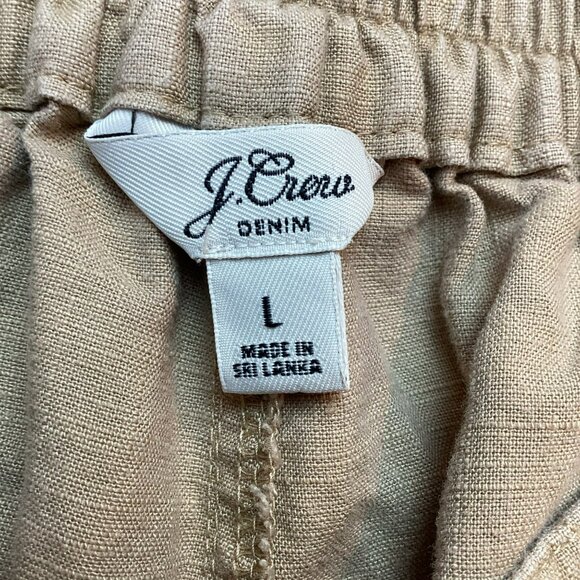 J.Crew
DENIM
L
MADE IN
SRI LANKA